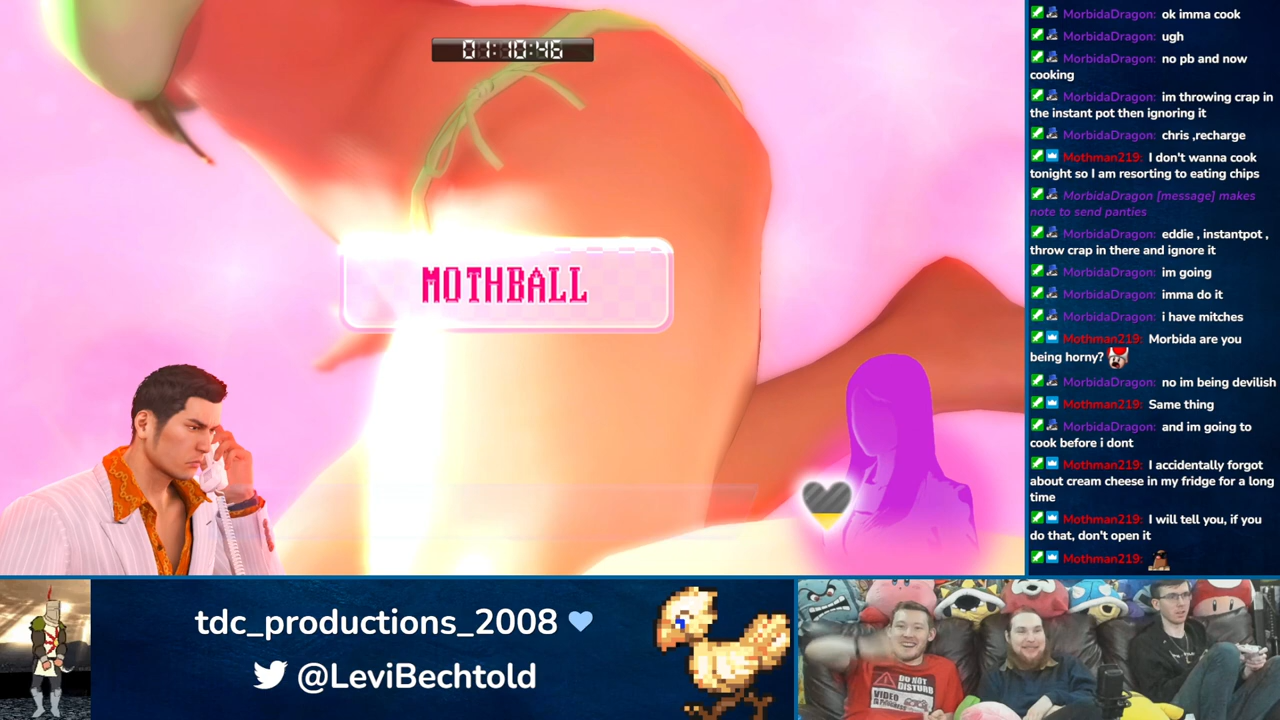 01:10:46
MOTHBALL
MorbidaDragon: ok imma cook
MorbidaDragon: ugh
MorbidaDragon: no pb and now
cooking
MorbidaDragon: im throwing crap in
the instant pot then ignoring it
MorbidaDragon: chris ,recharge
Mothman219: I don't wanna cook
tonight so I am resorting to eating chips
MorbidaDragon [message] makes
note to send panties
MorbidaDragon: eddie , instantpot ,
throw crap in there and ignore it
MorbidaDragon: im going
MorbidaDragon: imma do it
MorbidaDragon: i have mitches
Mothman219: Morbida are you
being horny?
MorbidaDragon: no im being devilish
Mothman219: Same thing
MorbidaDragon: and im going to
cook before i dont
Mothman219: I accidentally forgot
about cream cheese in my fridge for a long
time
Mothman219: I will tell you, if you
do that, don't open it
Mothman219:
tdc_productions_2008
@LeviBechtold
DO NOT
DISTURB
VIDEO